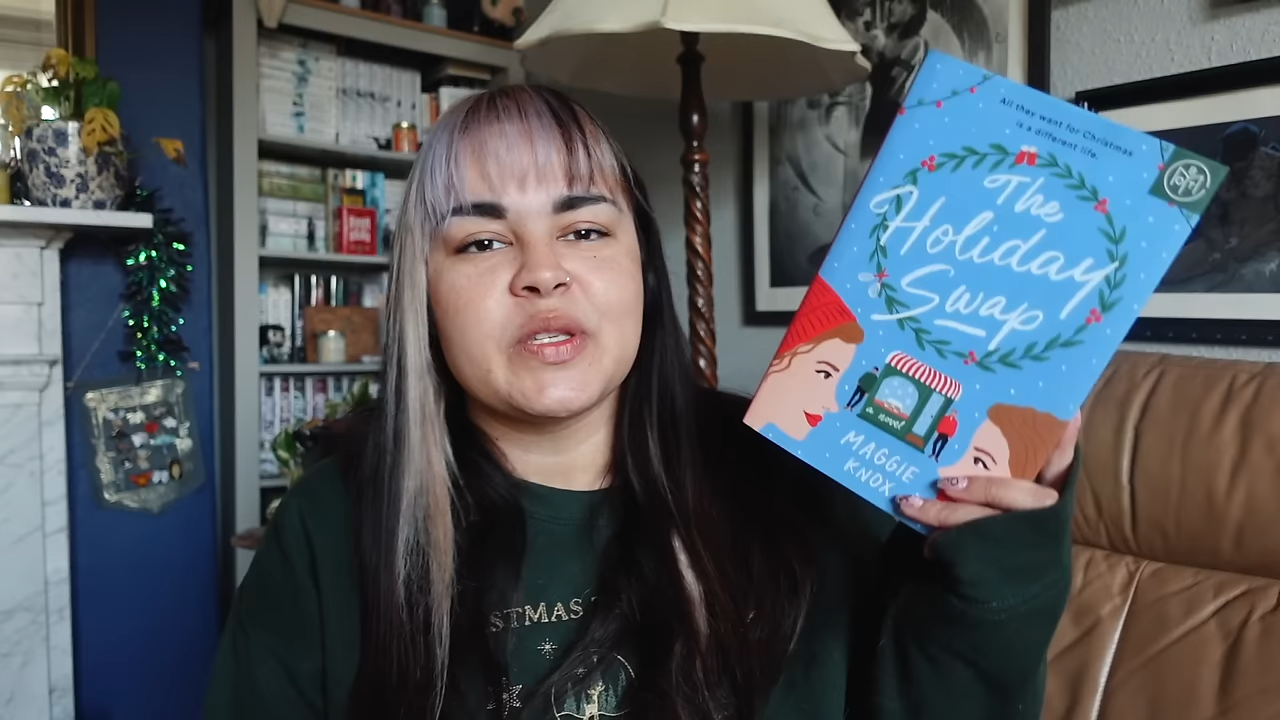 All they want for Christmas
is a different life.
The
Holiday
Swap
a novel
MAGGIE
KNOX
STMAS